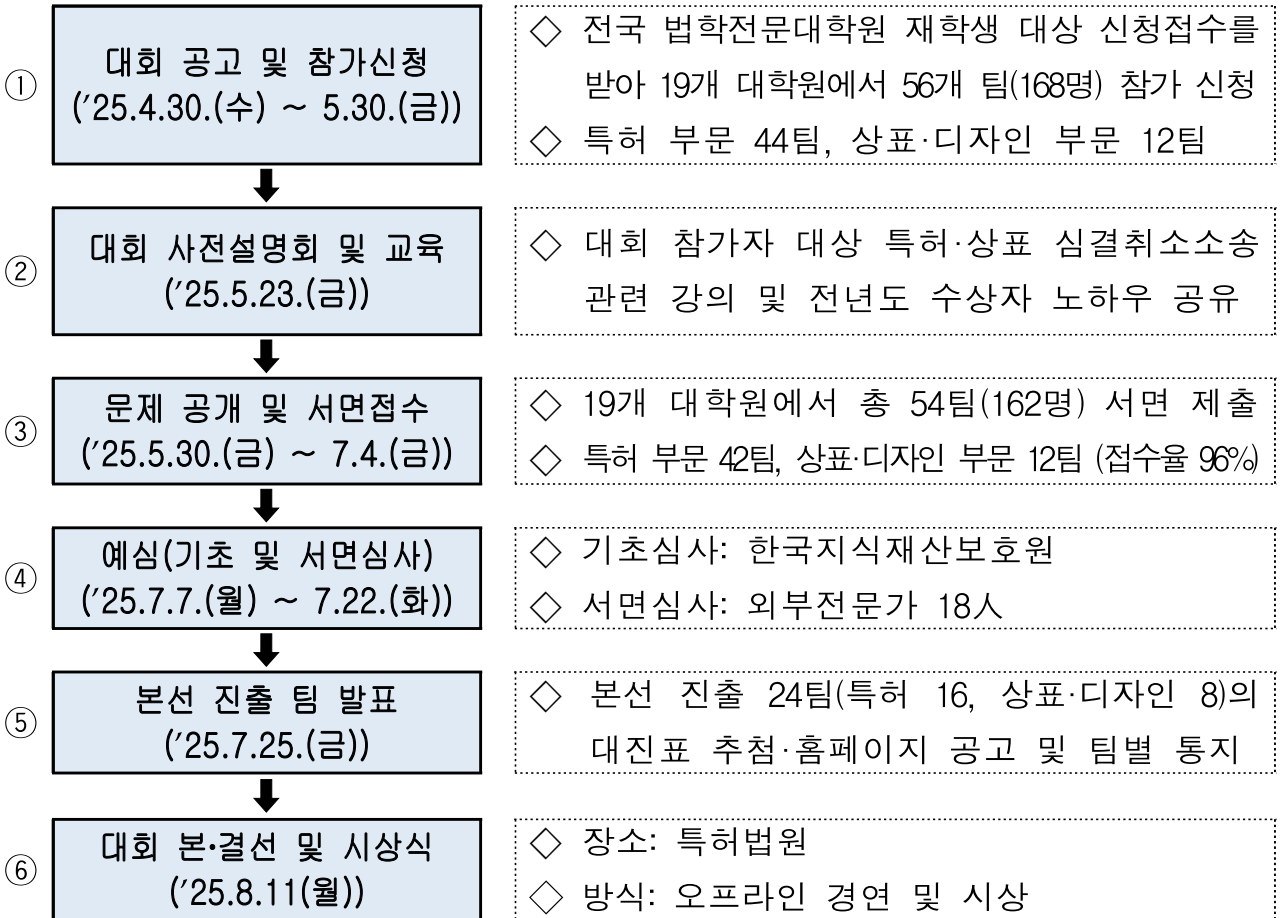 ①
대회 공고 및 참가신청
('25.4.30.(수) ~ 5.30.(금))
◇ 전국 법학전문대학원 재학생 대상 신청접수를
받아 19개 대학원에서 56개 팀(168명) 참가 신청
◇ 특허 부문 44팀, 상표·디자인 부문 12팀
②
대회 사전설명회 및 교육
('25.5.23.(금))
◇ 대회 참가자 대상 특허·상표 심결취소소송
관련 강의 및 전년도 수상자 노하우 공유
③
문제 공개 및 서면접수
('25.5.30.(금) ~ 7.4.(금))
◇ 19개 대학원에서 총 54팀(162명) 서면 제출
◇ 특허 부문 42팀, 상표·디자인 부문 12팀 (접수율 96%)
④
예심(기초 및 서면심사)
('25.7.7.(월) ~ 7.22.(화))
◇ 기초심사: 한국지식재산보호원
◇ 서면심사: 외부전문가 18人
⑤
본선 진출 팀 발표
('25.7.25.(금))
◇ 본선 진출 24팀(특허 16, 상표·디자인 8)의
대진표 추첨·홈페이지 공고 및 팀별 통지
⑥
대회 본·결선 및 시상식
('25.8.11(월))
◇ 장소: 특허법원
◇ 방식: 오프라인 경연 및 시상